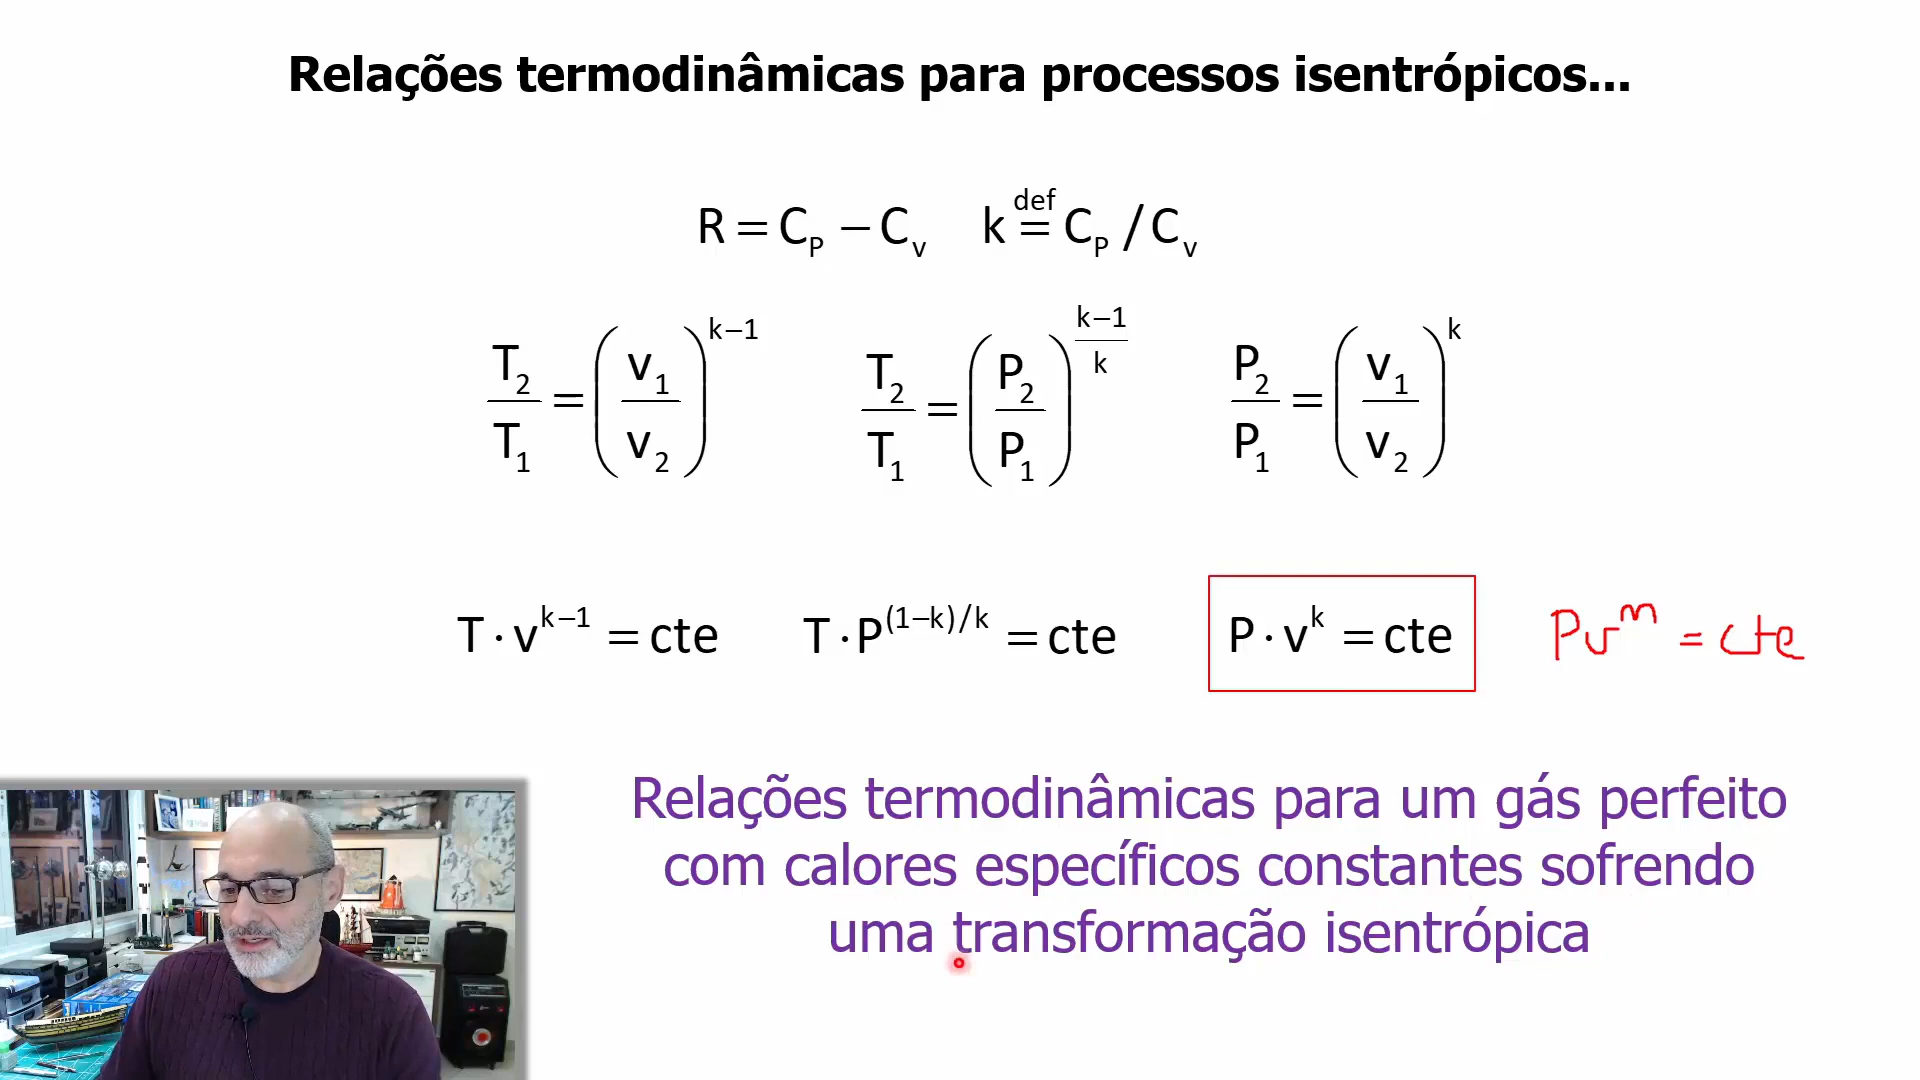 Relações termodinâmicas para processos isentrópicos...
R = C_P − C_v    k =^def C_P / C_v
T_2 / T_1 = (v_1 / v_2)^(k−1)    T_2 / T_1 = (P_2 / P_1)^((k−1)/k)    P_2 / P_1 = (v_1 / v_2)^k
T · v^(k−1) = cte    T · P^((1−k)/k) = cte    P · v^k = cte    Pv^n = cte
Relações termodinâmicas para um gás perfeito
com calores específicos constantes sofrendo
uma transformação isentrópica